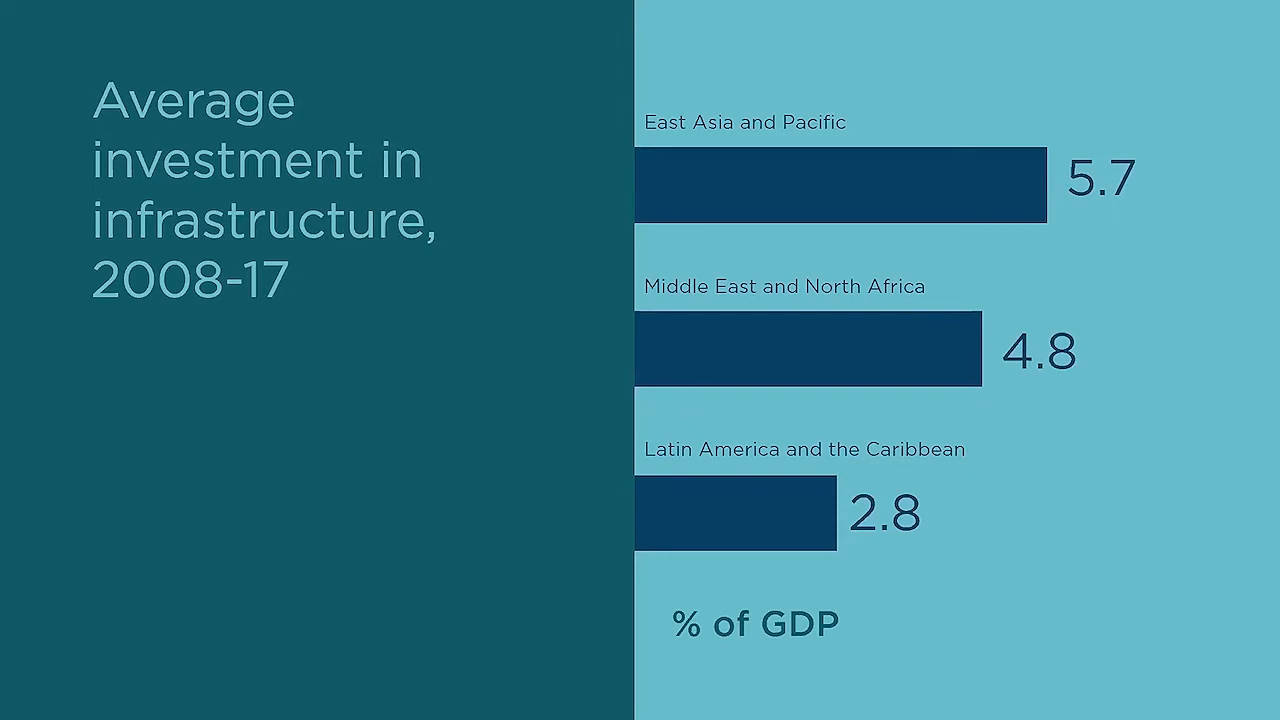 Average
investment in
infrastructure,
2008-17
East Asia and Pacific
5.7
Middle East and North Africa
4.8
Latin America and the Caribbean
2.8
% of GDP